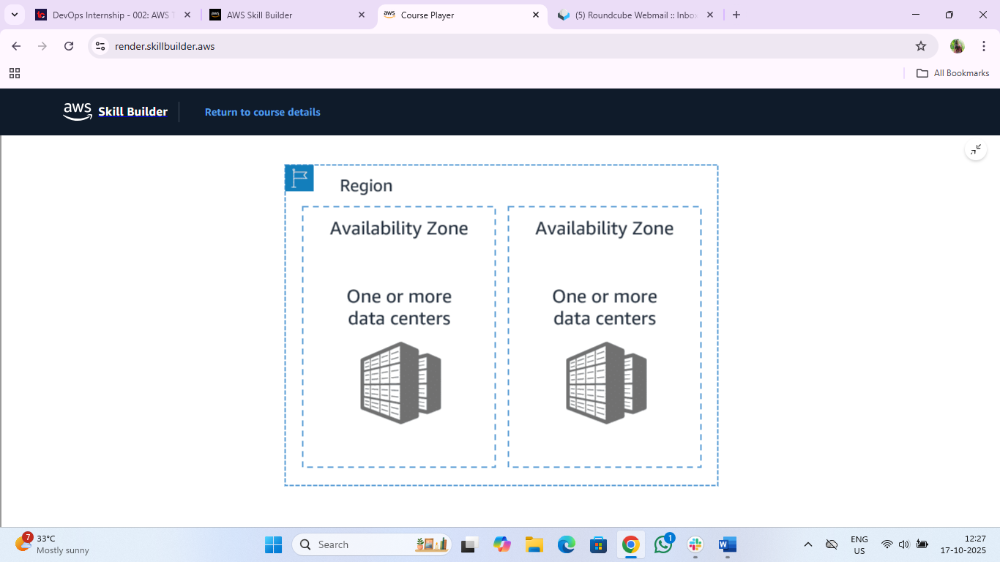 DevOps Internship - 002: AWS
AWS Skill Builder
aws
Course Player
(5) Roundcube Webmail :: Inbo
render.skillbuilder.aws
All Bookmarks
aws
Skill Builder
Return to course details
Region
Availability Zone
Availability Zone
One or more
data centers
One or more
data centers
7
33°C
Mostly sunny
Search
1
W
ENG
US
12:27
17-10-2025